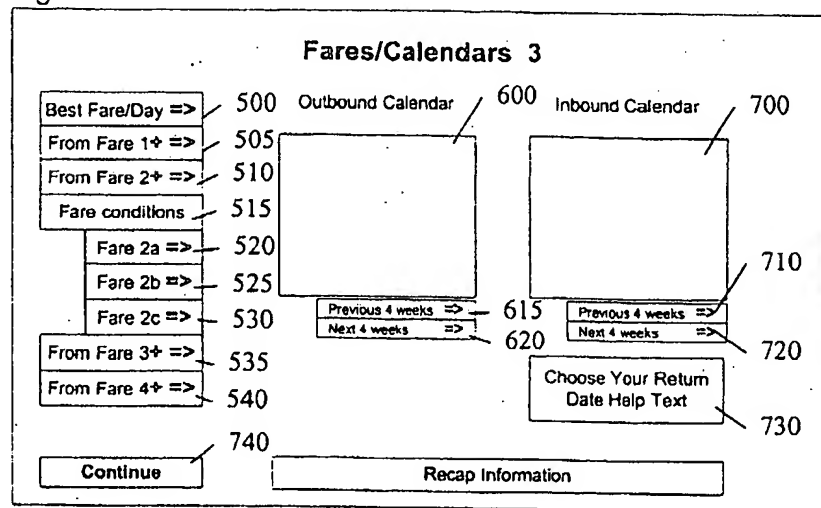 Fares/Calendars 3
Best Fare/Day => 500
From Fare 1+ => 505
From Fare 2+ => 510
Fare conditions 515
Fare 2a => 520
Fare 2b => 525
Fare 2c => 530
From Fare 3+ => 535
From Fare 4+ => 540
Outbound Calendar 600
Previous 4 weeks => 615
Next 4 weeks => 620
Inbound Calendar 700
Previous 4 weeks => 710
Next 4 weeks => 720
Choose Your Return
Date Help Text 730
Continue 740
Recap Information